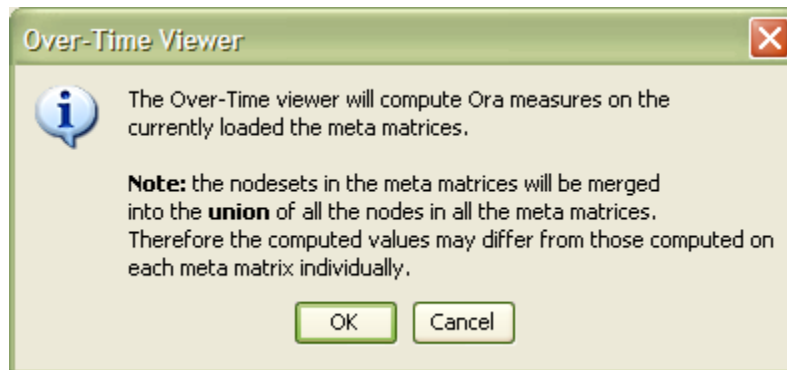 Over-Time Viewer
The Over-Time viewer will compute Ora measures on the
currently loaded the meta matrices.
Note: the nodesets in the meta matrices will be merged
into the union of all the nodes in all the meta matrices.
Therefore the computed values may differ from those computed on
each meta matrix individually.
OK Cancel